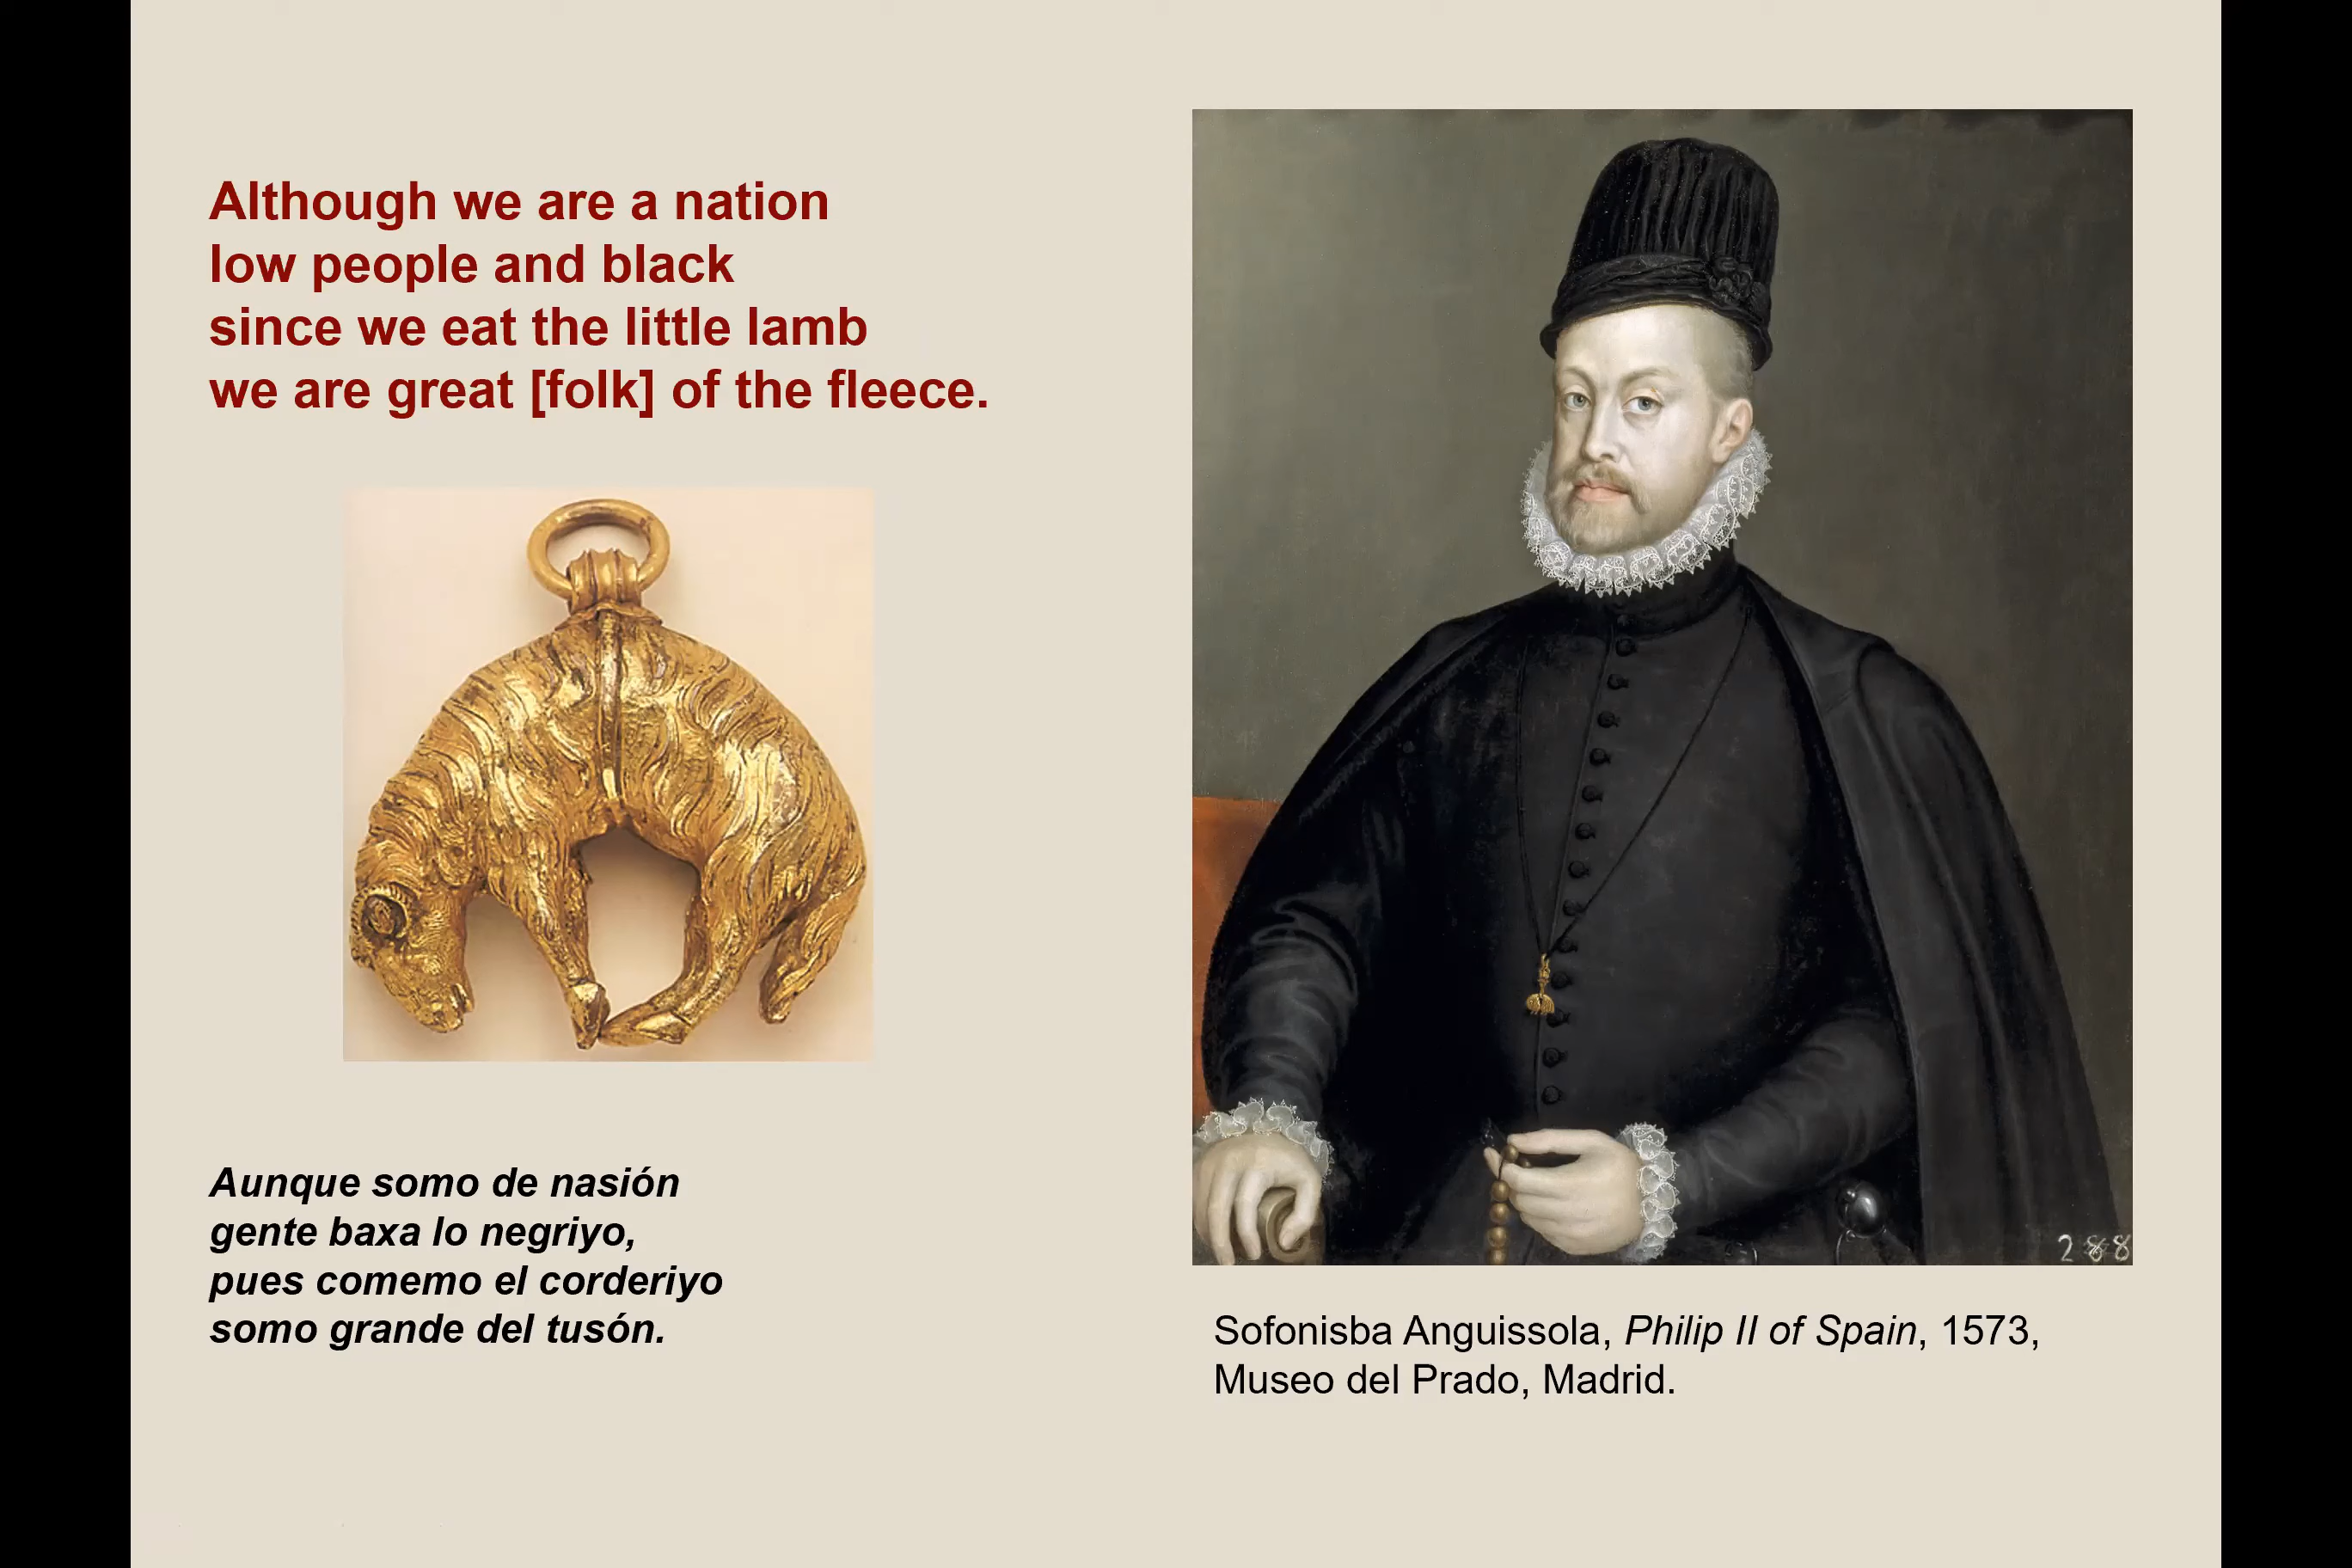 Although we are a nation
low people and black
since we eat the little lamb
we are great [folk] of the fleece.
Aunque somo de nasión
gente baxa lo negriyo,
pues comemo el corderiyo
somo grande del tusón.
288
Sofonisba Anguissola, Philip II of Spain, 1573,
Museo del Prado, Madrid.